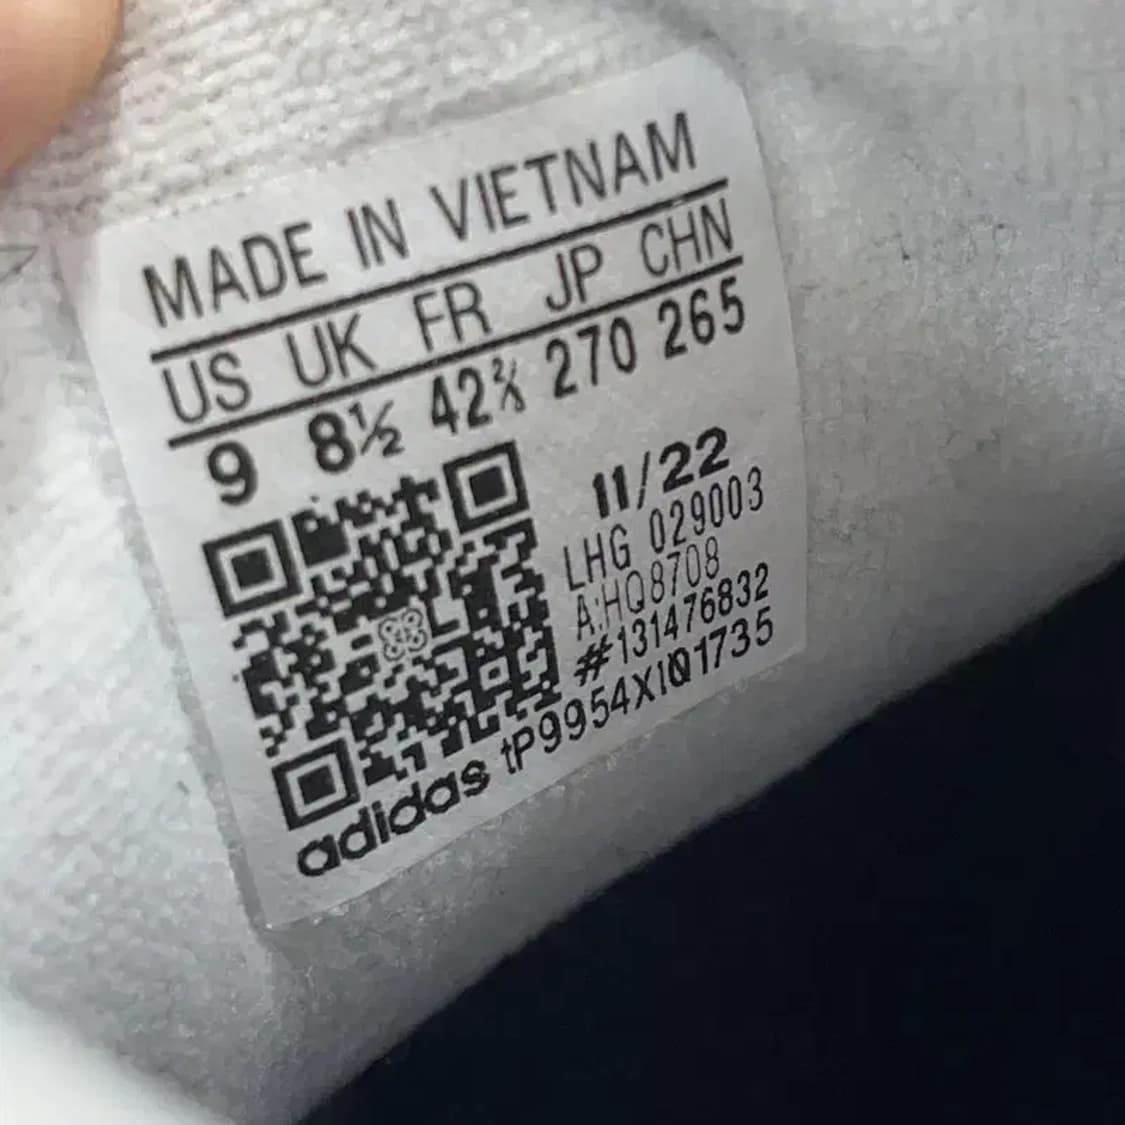 MADE IN VIETNAM
US UK FR JP CHN
9 8½ 42⅔ 270 265
11/22
LHG 029003
A:HQ8708
#131476832
adidas tP9954XIQ1735